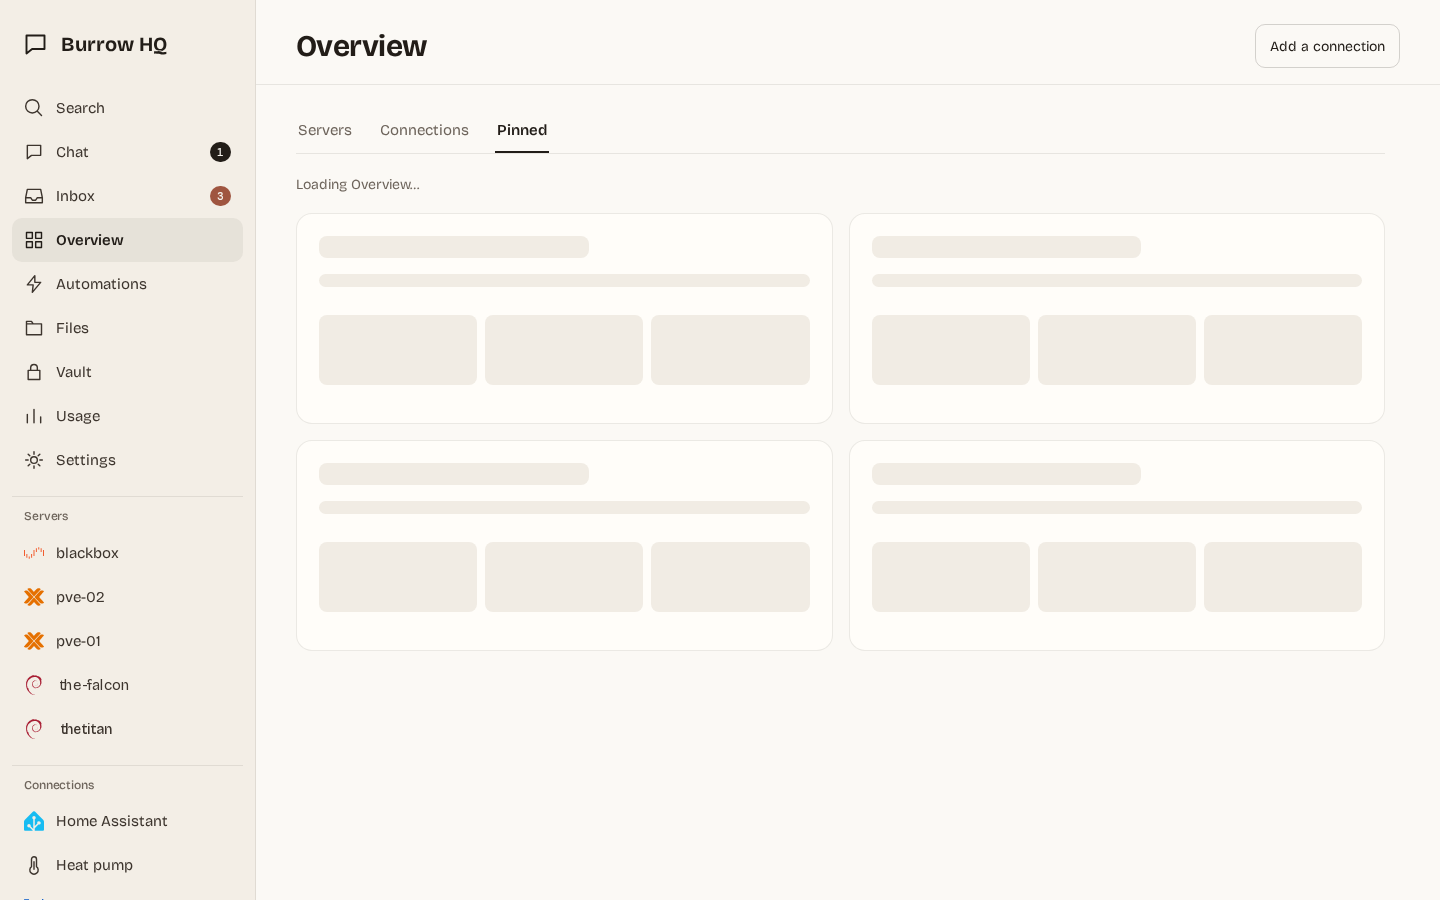 Burrow HQ
Search
Chat 1
Inbox 3
Overview
Automations
Files
Vault
Usage
Settings
Servers
blackbox
pve-02
pve-01
the-falcon
thetitan
Connections
Home Assistant
Heat pump
Overview
Add a connection
Servers Connections Pinned
Loading Overview...